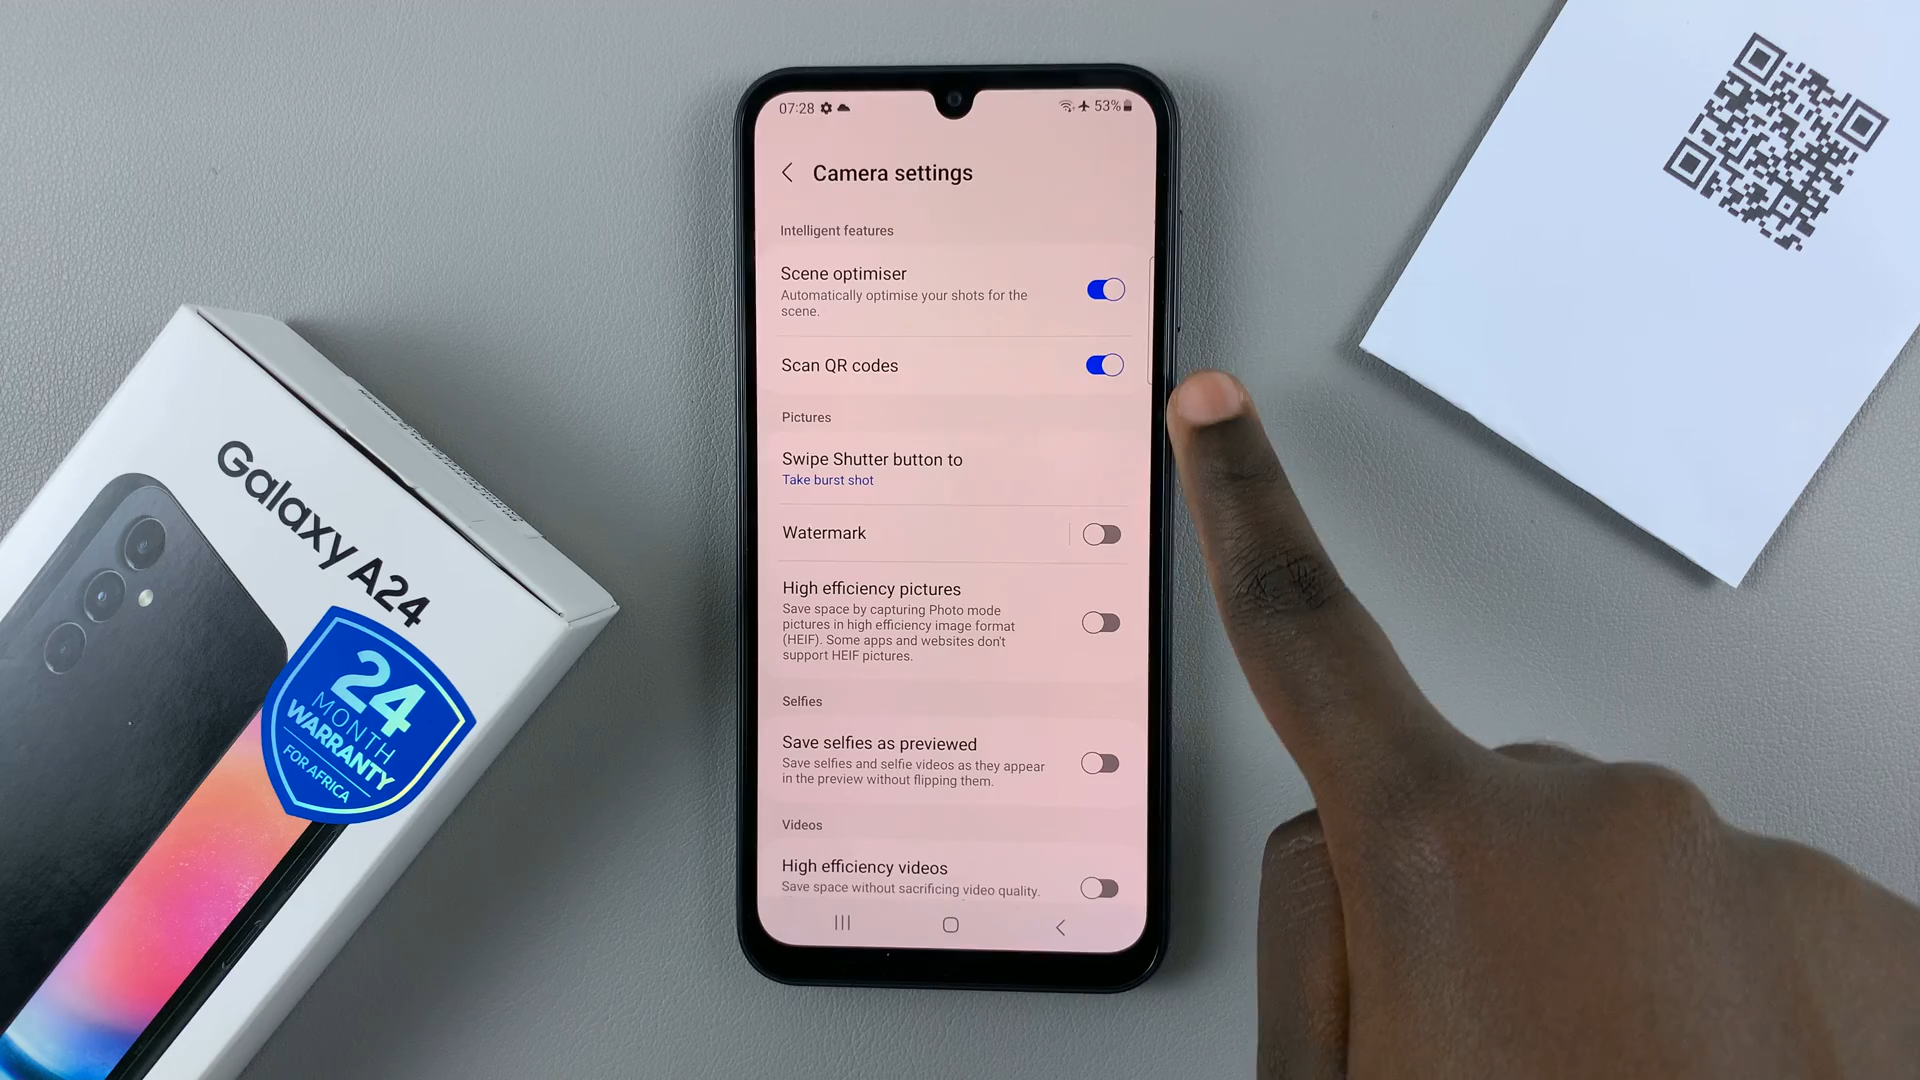 07:28
53%
Camera settings
Intelligent features
Scene optimiser
Automatically optimise your shots for the
scene.
Scan QR codes
Pictures
Swipe Shutter button to
Take burst shot
Watermark
High efficiency pictures
Save space by capturing Photo mode
pictures in high efficiency image format
(HEIF). Some apps and websites don't
support HEIF pictures.
Selfies
Save selfies as previewed
Save selfies and selfie videos as they appear
in the preview without flipping them.
Videos
High efficiency videos
Save space without sacrificing video quality.
Galaxy A24
24
MONTH
WARRANTY
FOR AFRICA